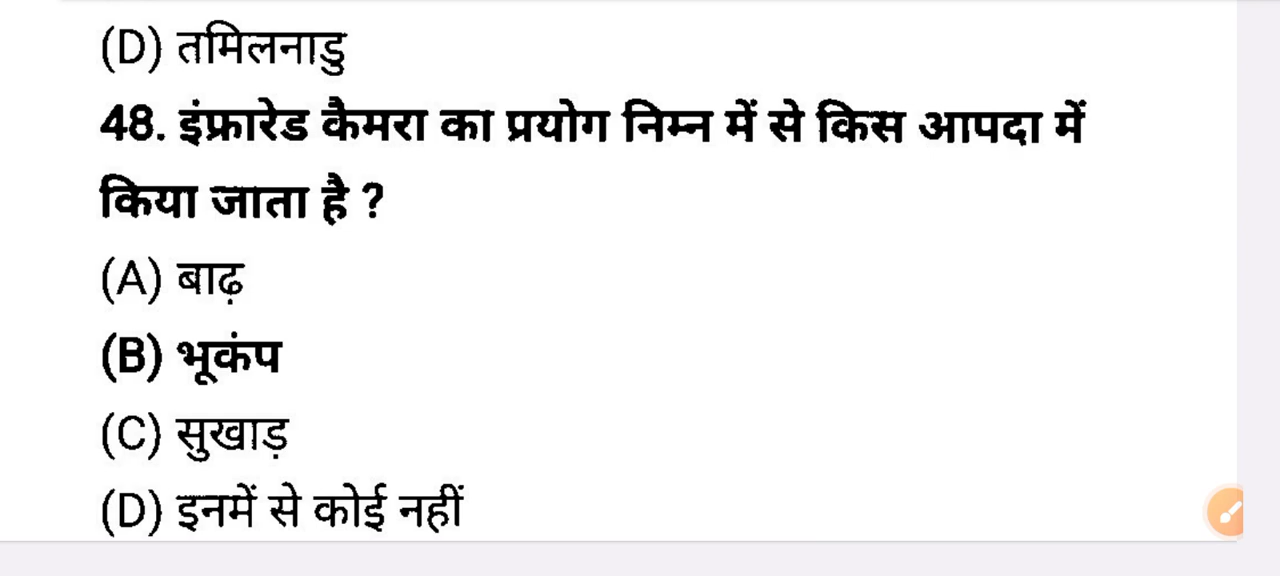 (D) तमिलनाडु
48. इंफ्रारेड कैमरा का प्रयोग निम्न में से किस आपदा में
किया जाता है ?
(A) बाढ़
(B) भूकंप
(C) सुखाड़
(D) इनमें से कोई नहीं